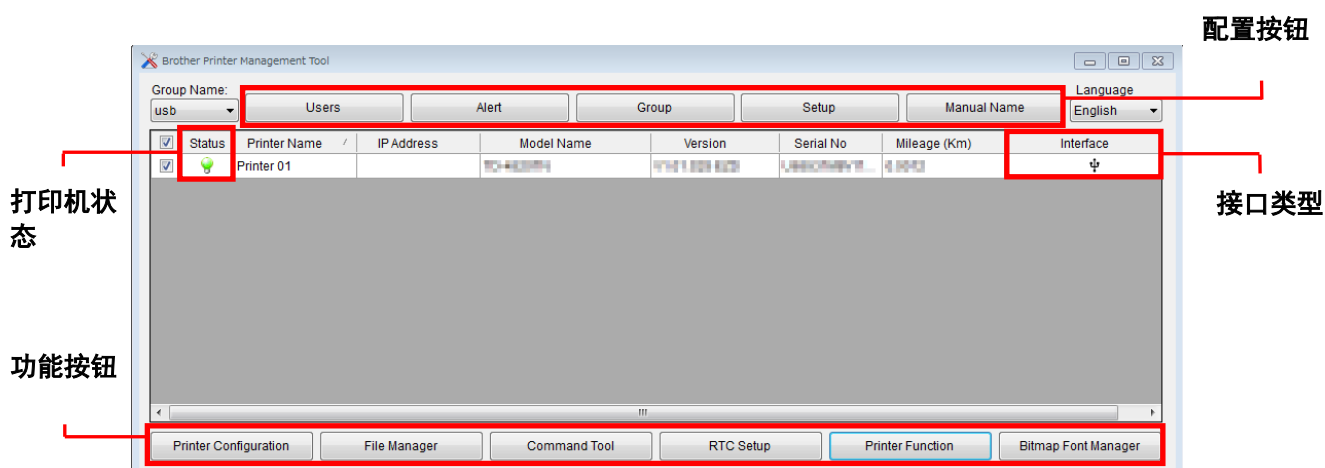 配置按钮
Brother Printer Management Tool
Group Name:
Language
usb Users Alert Group Setup Manual Name English
Status Printer Name IP Address Model Name Version Serial No Mileage (Km) Interface
Printer 01
打印机状
态
接口类型
功能按钮
Printer Configuration File Manager Command Tool RTC Setup Printer Function Bitmap Font Manager